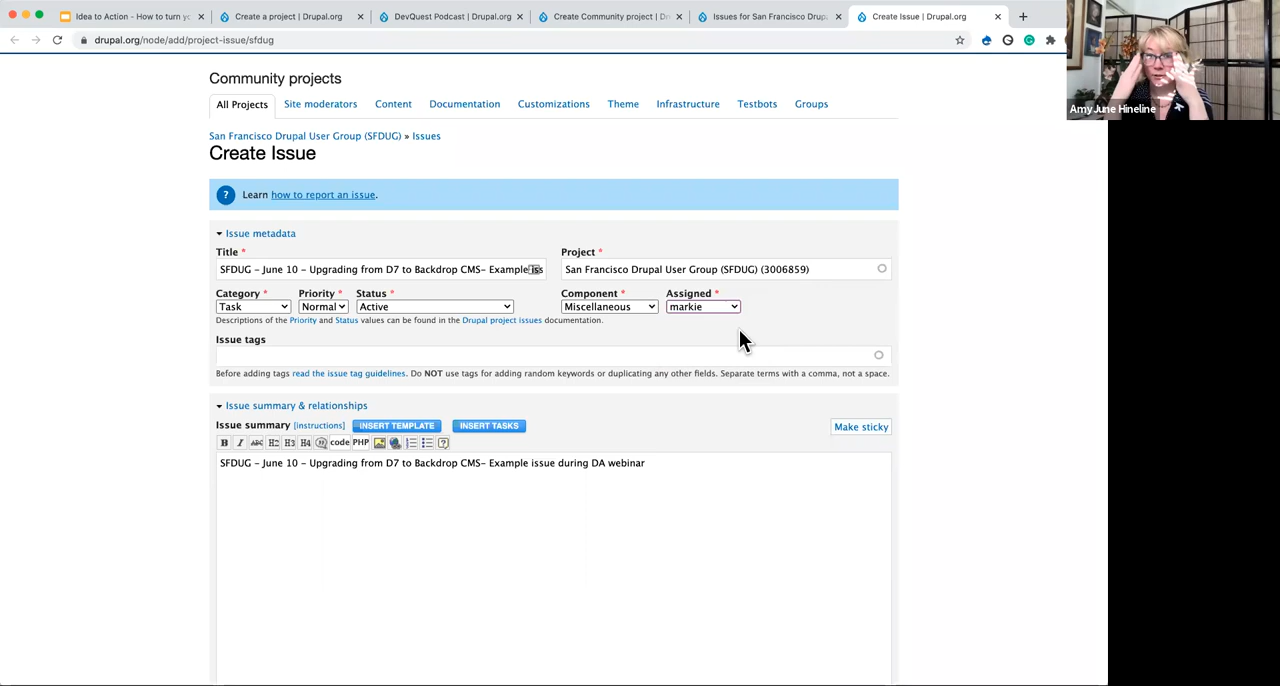 Idea to Action - How to turn yo
Create a project | Drupal.org
DevQuest Podcast | Drupal.org
Create Community project | Dr
Issues for San Francisco Drupa
Create Issue | Drupal.org
drupal.org/node/add/project-issue/sfdug
AmyJune Hineline
Community projects
All Projects Site moderators Content Documentation Customizations Theme Infrastructure Testbots Groups
San Francisco Drupal User Group (SFDUG) » Issues
Create Issue
? Learn how to report an issue.
Issue metadata
Title * Project *
SFDUG – June 10 – Upgrading from D7 to Backdrop CMS– Example is San Francisco Drupal User Group (SFDUG) (3006859)
Category * Priority * Status * Component * Assigned *
Task Normal Active Miscellaneous markie
Descriptions of the Priority and Status values can be found in the Drupal project issues documentation.
Issue tags
Before adding tags read the issue tag guidelines. Do NOT use tags for adding random keywords or duplicating any other fields. Separate terms with a comma, not a space.
Issue summary & relationships
Issue summary [instructions] INSERT TEMPLATE INSERT TASKS Make sticky
B I ABC H2 H3 H4 code PHP
SFDUG – June 10 – Upgrading from D7 to Backdrop CMS– Example issue during DA webinar